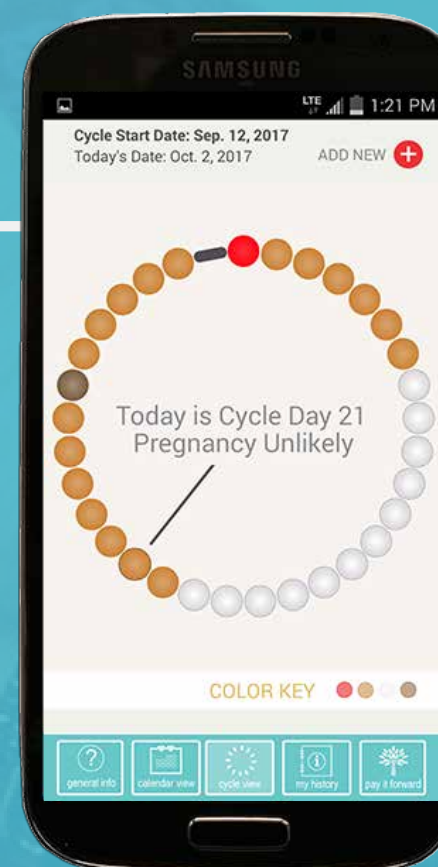 SAMSUNG
LTE 1:21 PM
Cycle Start Date: Sep. 12, 2017
Today's Date: Oct. 2, 2017
ADD NEW
Today is Cycle Day 21
Pregnancy Unlikely
COLOR KEY
general info
calendar view
cycle view
my history
pay it forward